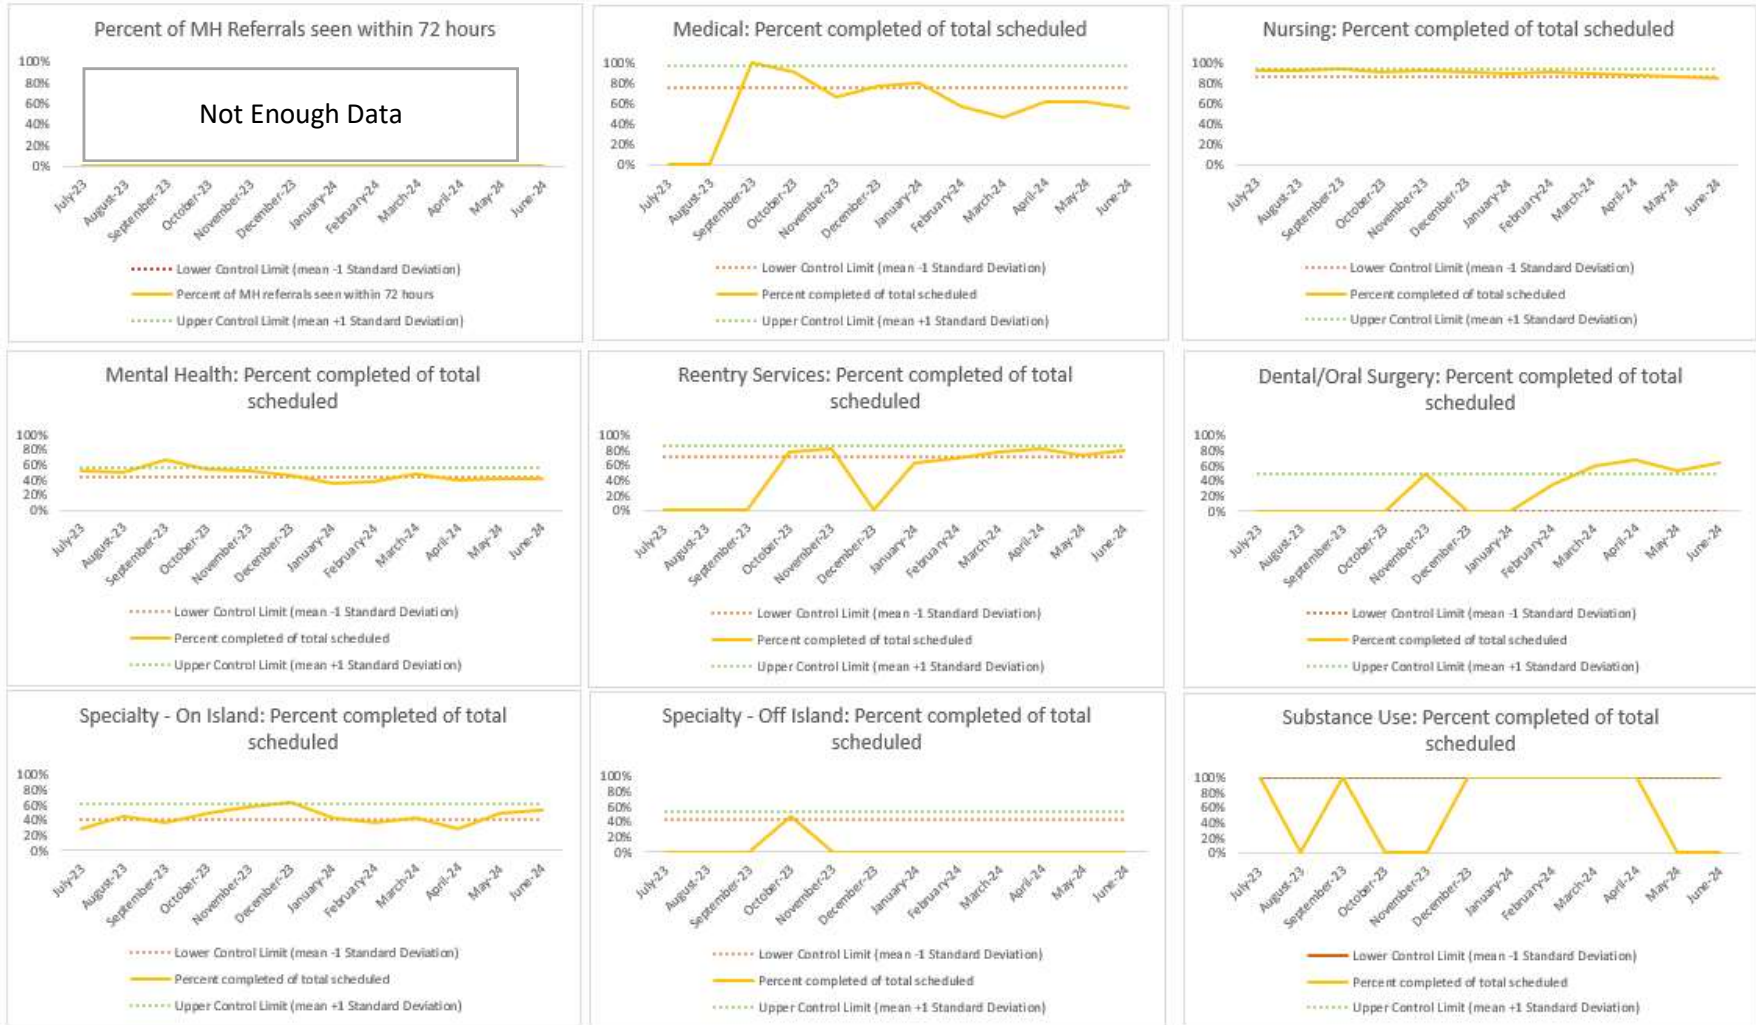 Percent of MH Referrals seen within 72 hours
100%
80%
60%
40%
20%
0%
Not Enough Data
July-23
August-23
September-23
October-23
November-23
December-23
January-24
February-24
March-24
April-24
May-24
June-24
Lower Control Limit (mean -1 Standard Deviation)
Percent of MH referrals seen within 72 hours
Upper Control Limit (mean +1 Standard Deviation)
Medical: Percent completed of total scheduled
100%
80%
60%
40%
20%
0%
July-23
August-23
September-23
October-23
November-23
December-23
January-24
February-24
March-24
April-24
May-24
June-24
Lower Control Limit (mean -1 Standard Deviation)
Percent completed of total scheduled
Upper Control Limit (mean +1 Standard Deviation)
Nursing: Percent completed of total scheduled
100%
80%
60%
40%
20%
0%
July-23
August-23
September-23
October-23
November-23
December-23
January-24
February-24
March-24
April-24
May-24
June-24
Lower Control Limit (mean -1 Standard Deviation)
Percent completed of total scheduled
Upper Control Limit (mean +1 Standard Deviation)
Mental Health: Percent completed of total
scheduled
100%
80%
60%
40%
20%
0%
July-23
August-23
September-23
October-23
November-23
December-23
January-24
February-24
March-24
April-24
May-24
June-24
Lower Control Limit (mean -1 Standard Deviation)
Percent completed of total scheduled
Upper Control Limit (mean +1 Standard Deviation)
Reentry Services: Percent completed of total
scheduled
100%
80%
60%
40%
20%
0%
July-23
August-23
September-23
October-23
November-23
December-23
January-24
February-24
March-24
April-24
May-24
June-24
Lower Control Limit (mean -1 Standard Deviation)
Percent completed of total scheduled
Upper Control Limit (mean +1 Standard Deviation)
Dental/Oral Surgery: Percent completed of total
scheduled
100%
80%
60%
40%
20%
0%
July-23
August-23
September-23
October-23
November-23
December-23
January-24
February-24
March-24
April-24
May-24
June-24
Lower Control Limit (mean -1 Standard Deviation)
Percent completed of total scheduled
Upper Control Limit (mean +1 Standard Deviation)
Specialty - On Island: Percent completed of total
scheduled
100%
80%
60%
40%
20%
0%
July-23
August-23
September-23
October-23
November-23
December-23
January-24
February-24
March-24
April-24
May-24
June-24
Lower Control Limit (mean -1 Standard Deviation)
Percent completed of total scheduled
Upper Control Limit (mean +1 Standard Deviation)
Specialty - Off Island: Percent completed of total
scheduled
100%
80%
60%
40%
20%
0%
July-23
August-23
September-23
October-23
November-23
December-23
January-24
February-24
March-24
April-24
May-24
June-24
Lower Control Limit (mean -1 Standard Deviation)
Percent completed of total scheduled
Upper Control Limit (mean +1 Standard Deviation)
Substance Use: Percent completed of total
scheduled
100%
80%
60%
40%
20%
0%
July-23
August-23
September-23
October-23
November-23
December-23
January-24
February-24
March-24
April-24
May-24
June-24
Lower Control Limit (mean -1 Standard Deviation)
Percent completed of total scheduled
Upper Control Limit (mean +1 Standard Deviation)